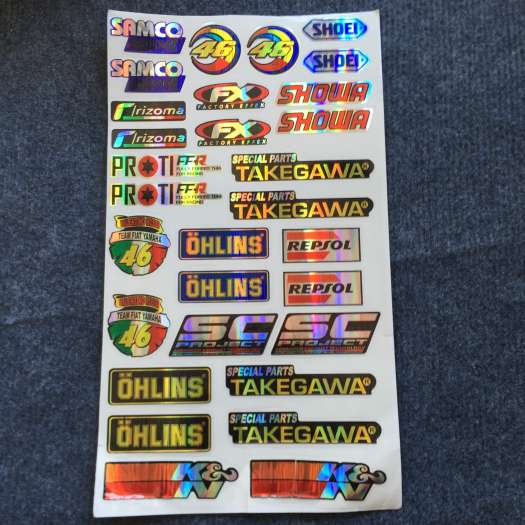 SAMCO
46
46
SHOEI
SAMCO
SHOEI
rizoma
FX
FACTORY EFFEX
SHOWA
rizoma
FX
FACTORY EFFEX
SHOWA
PROTI FFR
SPECIAL PARTS
TAKEGAWA®
PROTI FFR
SPECIAL PARTS
TAKEGAWA®
TEAM FIAT YAMAHA
46
ÖHLINS
REPSOL
ÖHLINS
REPSOL
TEAM FIAT YAMAHA
46
SC
PROJECT
SC
PROJECT
ÖHLINS
SPECIAL PARTS
TAKEGAWA®
ÖHLINS
SPECIAL PARTS
TAKEGAWA®
K&N
K&N